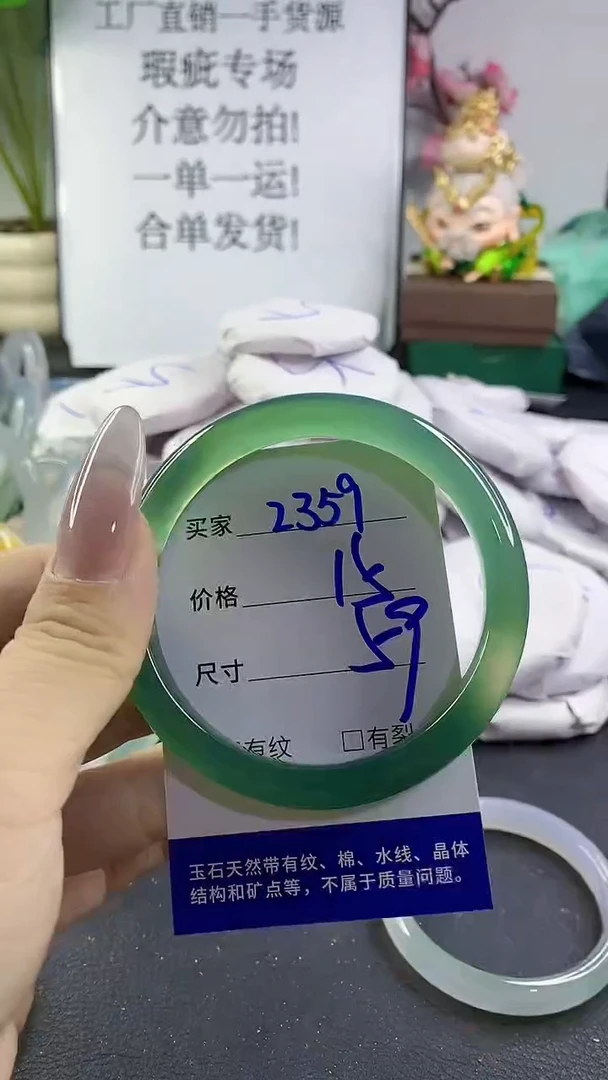 工厂直销一手货源
瑕疵专场
介意勿拍!
一单一运!
合单发货!
买家 2359
价格
尺寸 59
有纹 □有裂
玉石天然带有纹、棉、水线、晶体
结构和矿点等，不属于质量问题。